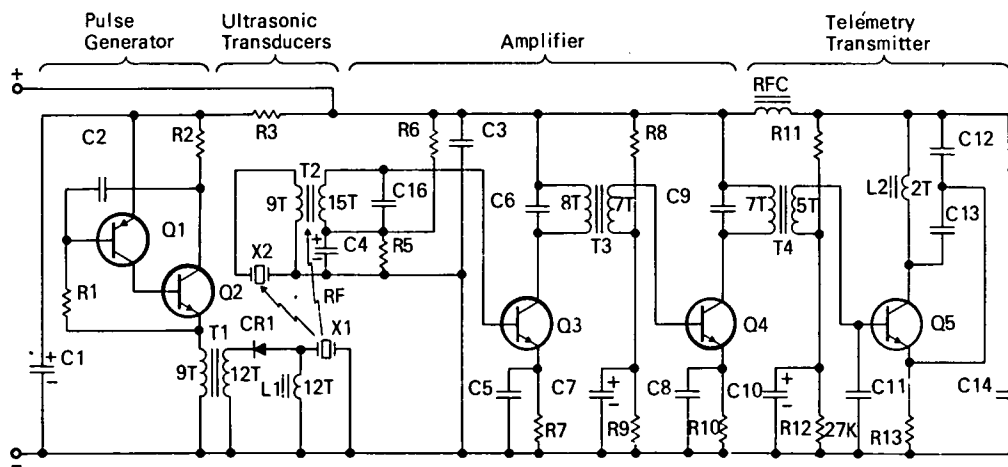 Pulse
Generator
Ultrasonic
Transducers
Amplifier
Telémetry
Transmitter
+
RFC
C2
R2
R3
R6
C3
R8
R11
C12
T2
9T
15T
C16
C6
8T
7T
T3
C9
7T
5T
T4
L2
2T
C13
Q1
X2
+
−
C4
R5
R1
Q2
RF
X1
Q3
Q4
Q5
T1
CR1
C1
+
−
9T
12T
L1
12T
C5
C7
+
−
C8
C10
+
−
C11
C14
R7
R9
R10
R12
27K
R13
−